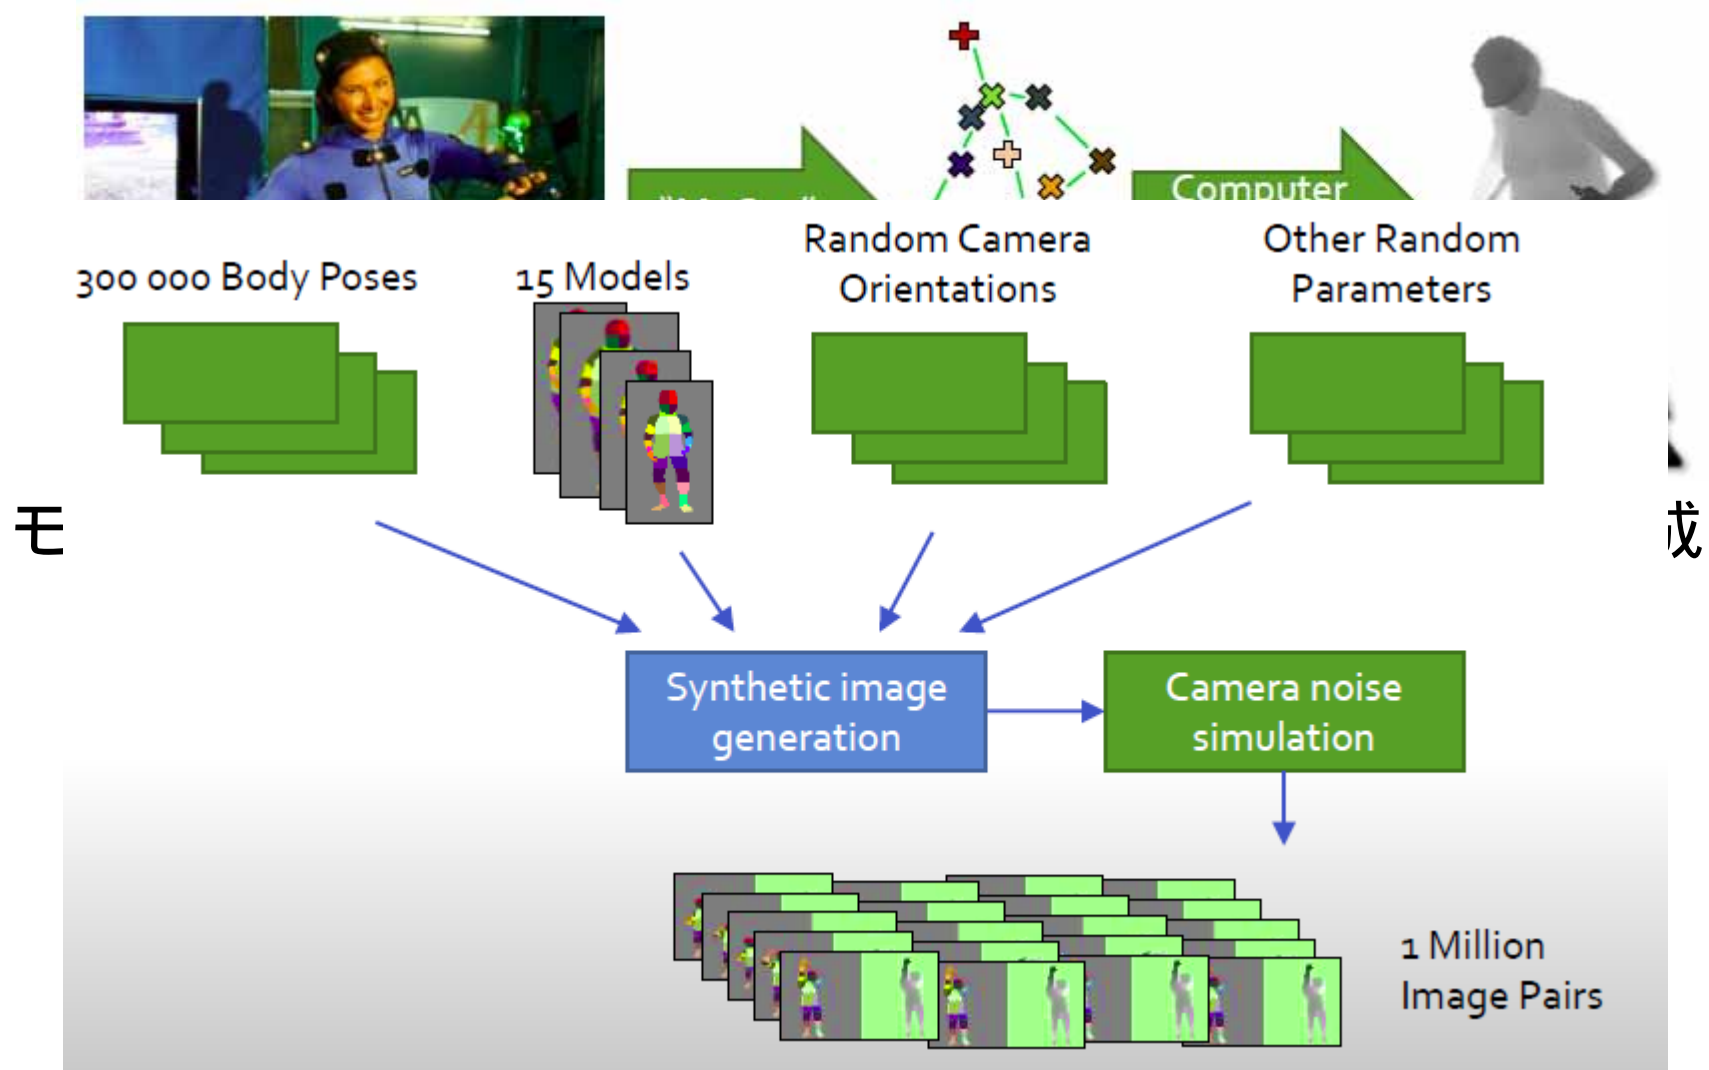 Computer
300 000 Body Poses
15 Models
Random Camera
Orientations
Other Random
Parameters
モ
成
Synthetic image
generation
Camera noise
simulation
1 Million
Image Pairs